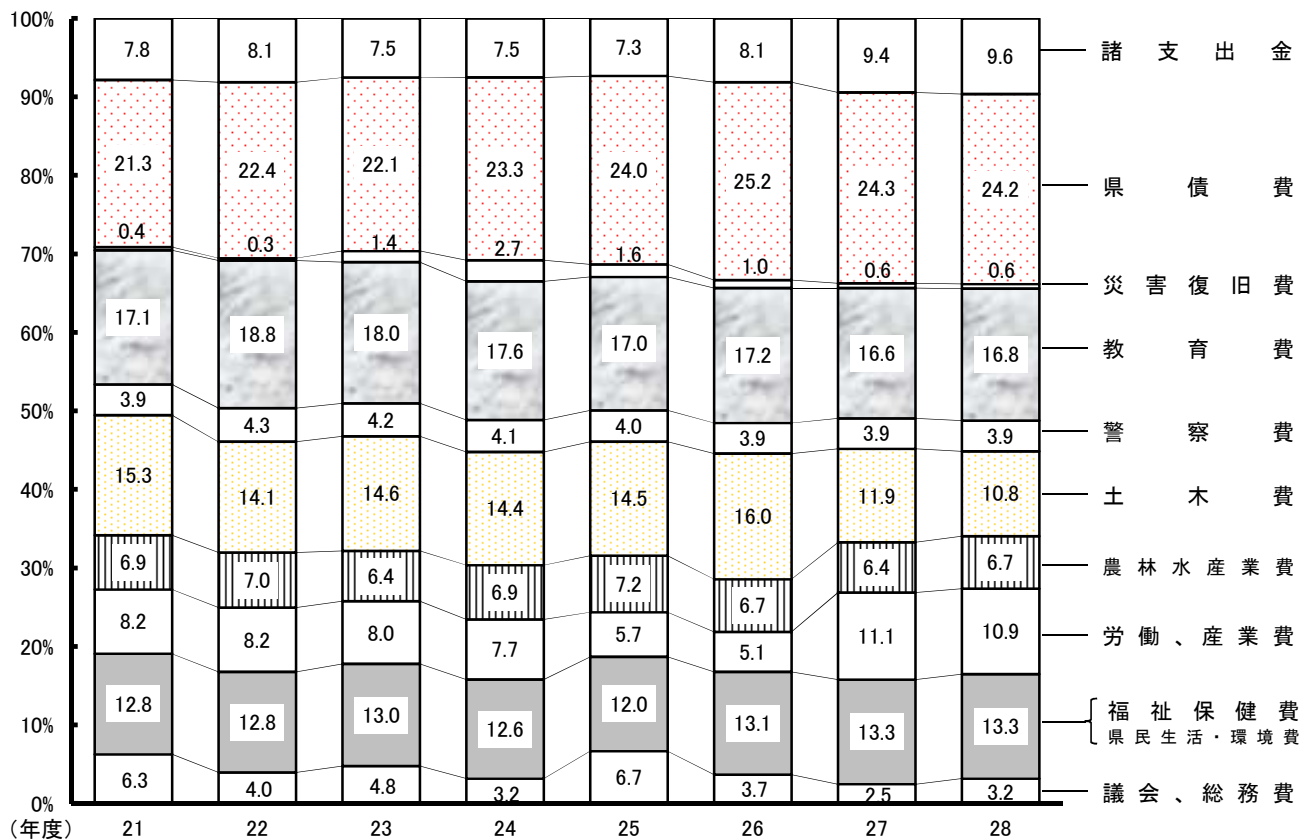 100%
7.8 8.1 7.5 7.5 7.3 8.1 9.4 9.6 諸支出金
90%
21.3 22.4 22.1 23.3 24.0 25.2 24.3 24.2 県債費
80%
0.4 0.3 1.4 2.7 1.6 1.0 0.6 0.6 災害復旧費
70%
17.1 18.8 18.0 17.6 17.0 17.2 16.6 16.8 教育費
60%
3.9 4.3 4.2 4.1 4.0 3.9 3.9 3.9 警察費
50%
15.3 14.1 14.6 14.4 14.5 16.0 11.9 10.8 土木費
40%
6.9 7.0 6.4 6.9 7.2 6.7 6.4 6.7 農林水産業費
30%
8.2 8.2 8.0 7.7 5.7 5.1 11.1 10.9 労働、産業費
20%
12.8 12.8 13.0 12.6 12.0 13.1 13.3 13.3 福祉保健費
県民生活・環境費
10%
6.3 4.0 4.8 3.2 6.7 3.7 2.5 3.2 議会、総務費
0%
(年度) 21 22 23 24 25 26 27 28